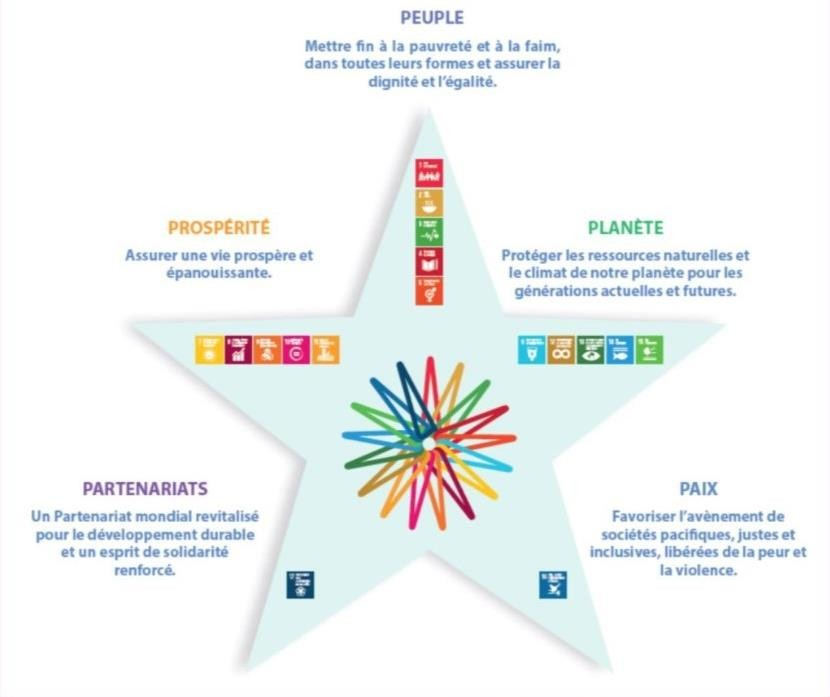 PEUPLE
Mettre fin à la pauvreté et à la faim,
dans toutes leurs formes et assurer la
dignité et l'égalité.
PROSPÉRITÉ
Assurer une vie prospère et
épanouissante.
PLANÈTE
Protéger les ressources naturelles et
le climat de notre planète pour les
générations actuelles et futures.
PARTENARIATS
Un Partenariat mondial revitalisé
pour le développement durable
et un esprit de solidarité
renforcé.
PAIX
Favoriser l'avènement de
sociétés pacifiques, justes et
inclusives, libérées de la peur et
la violence.